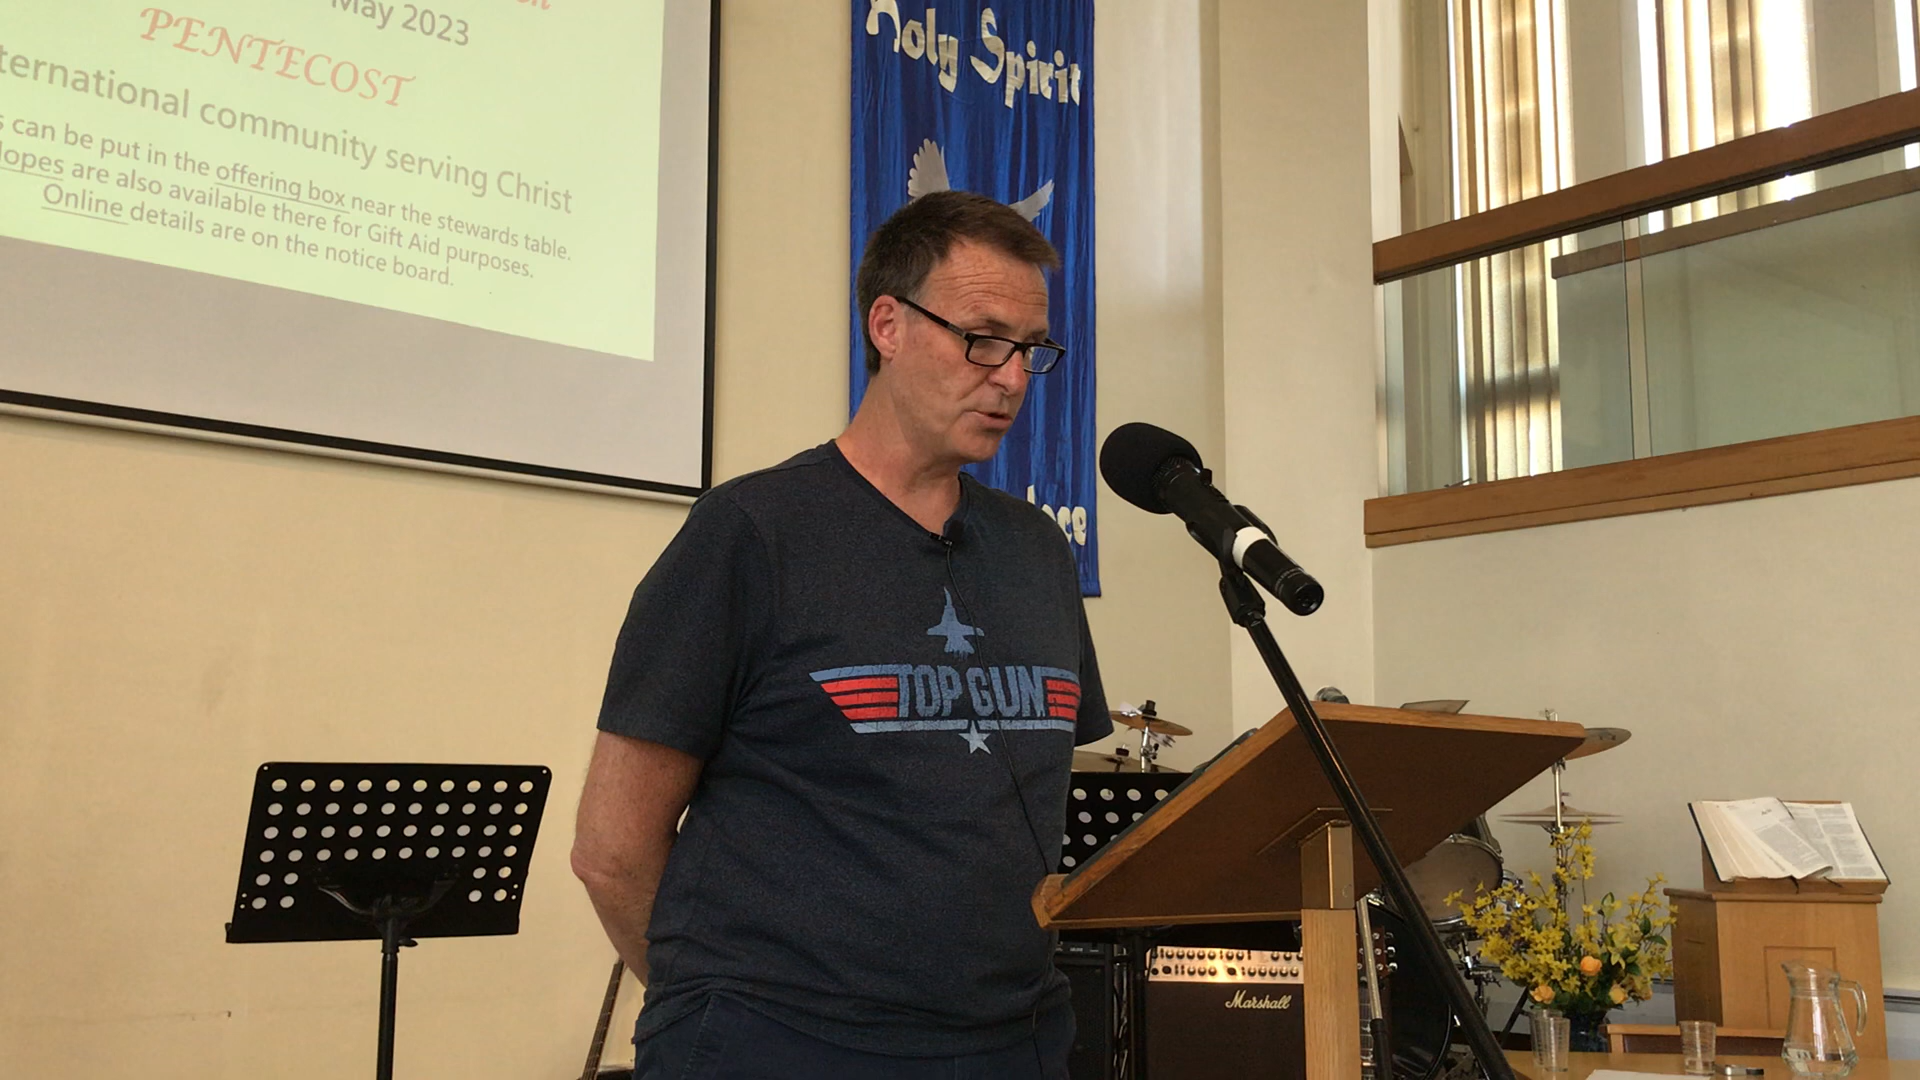 May 2023
PENTECOST
ternational community serving Christ
s can be put in the offering box near the stewards table.
lopes are also available there for Gift Aid purposes.
Online details are on the notice board.
Holy Spirit
TOP GUN
Marshall